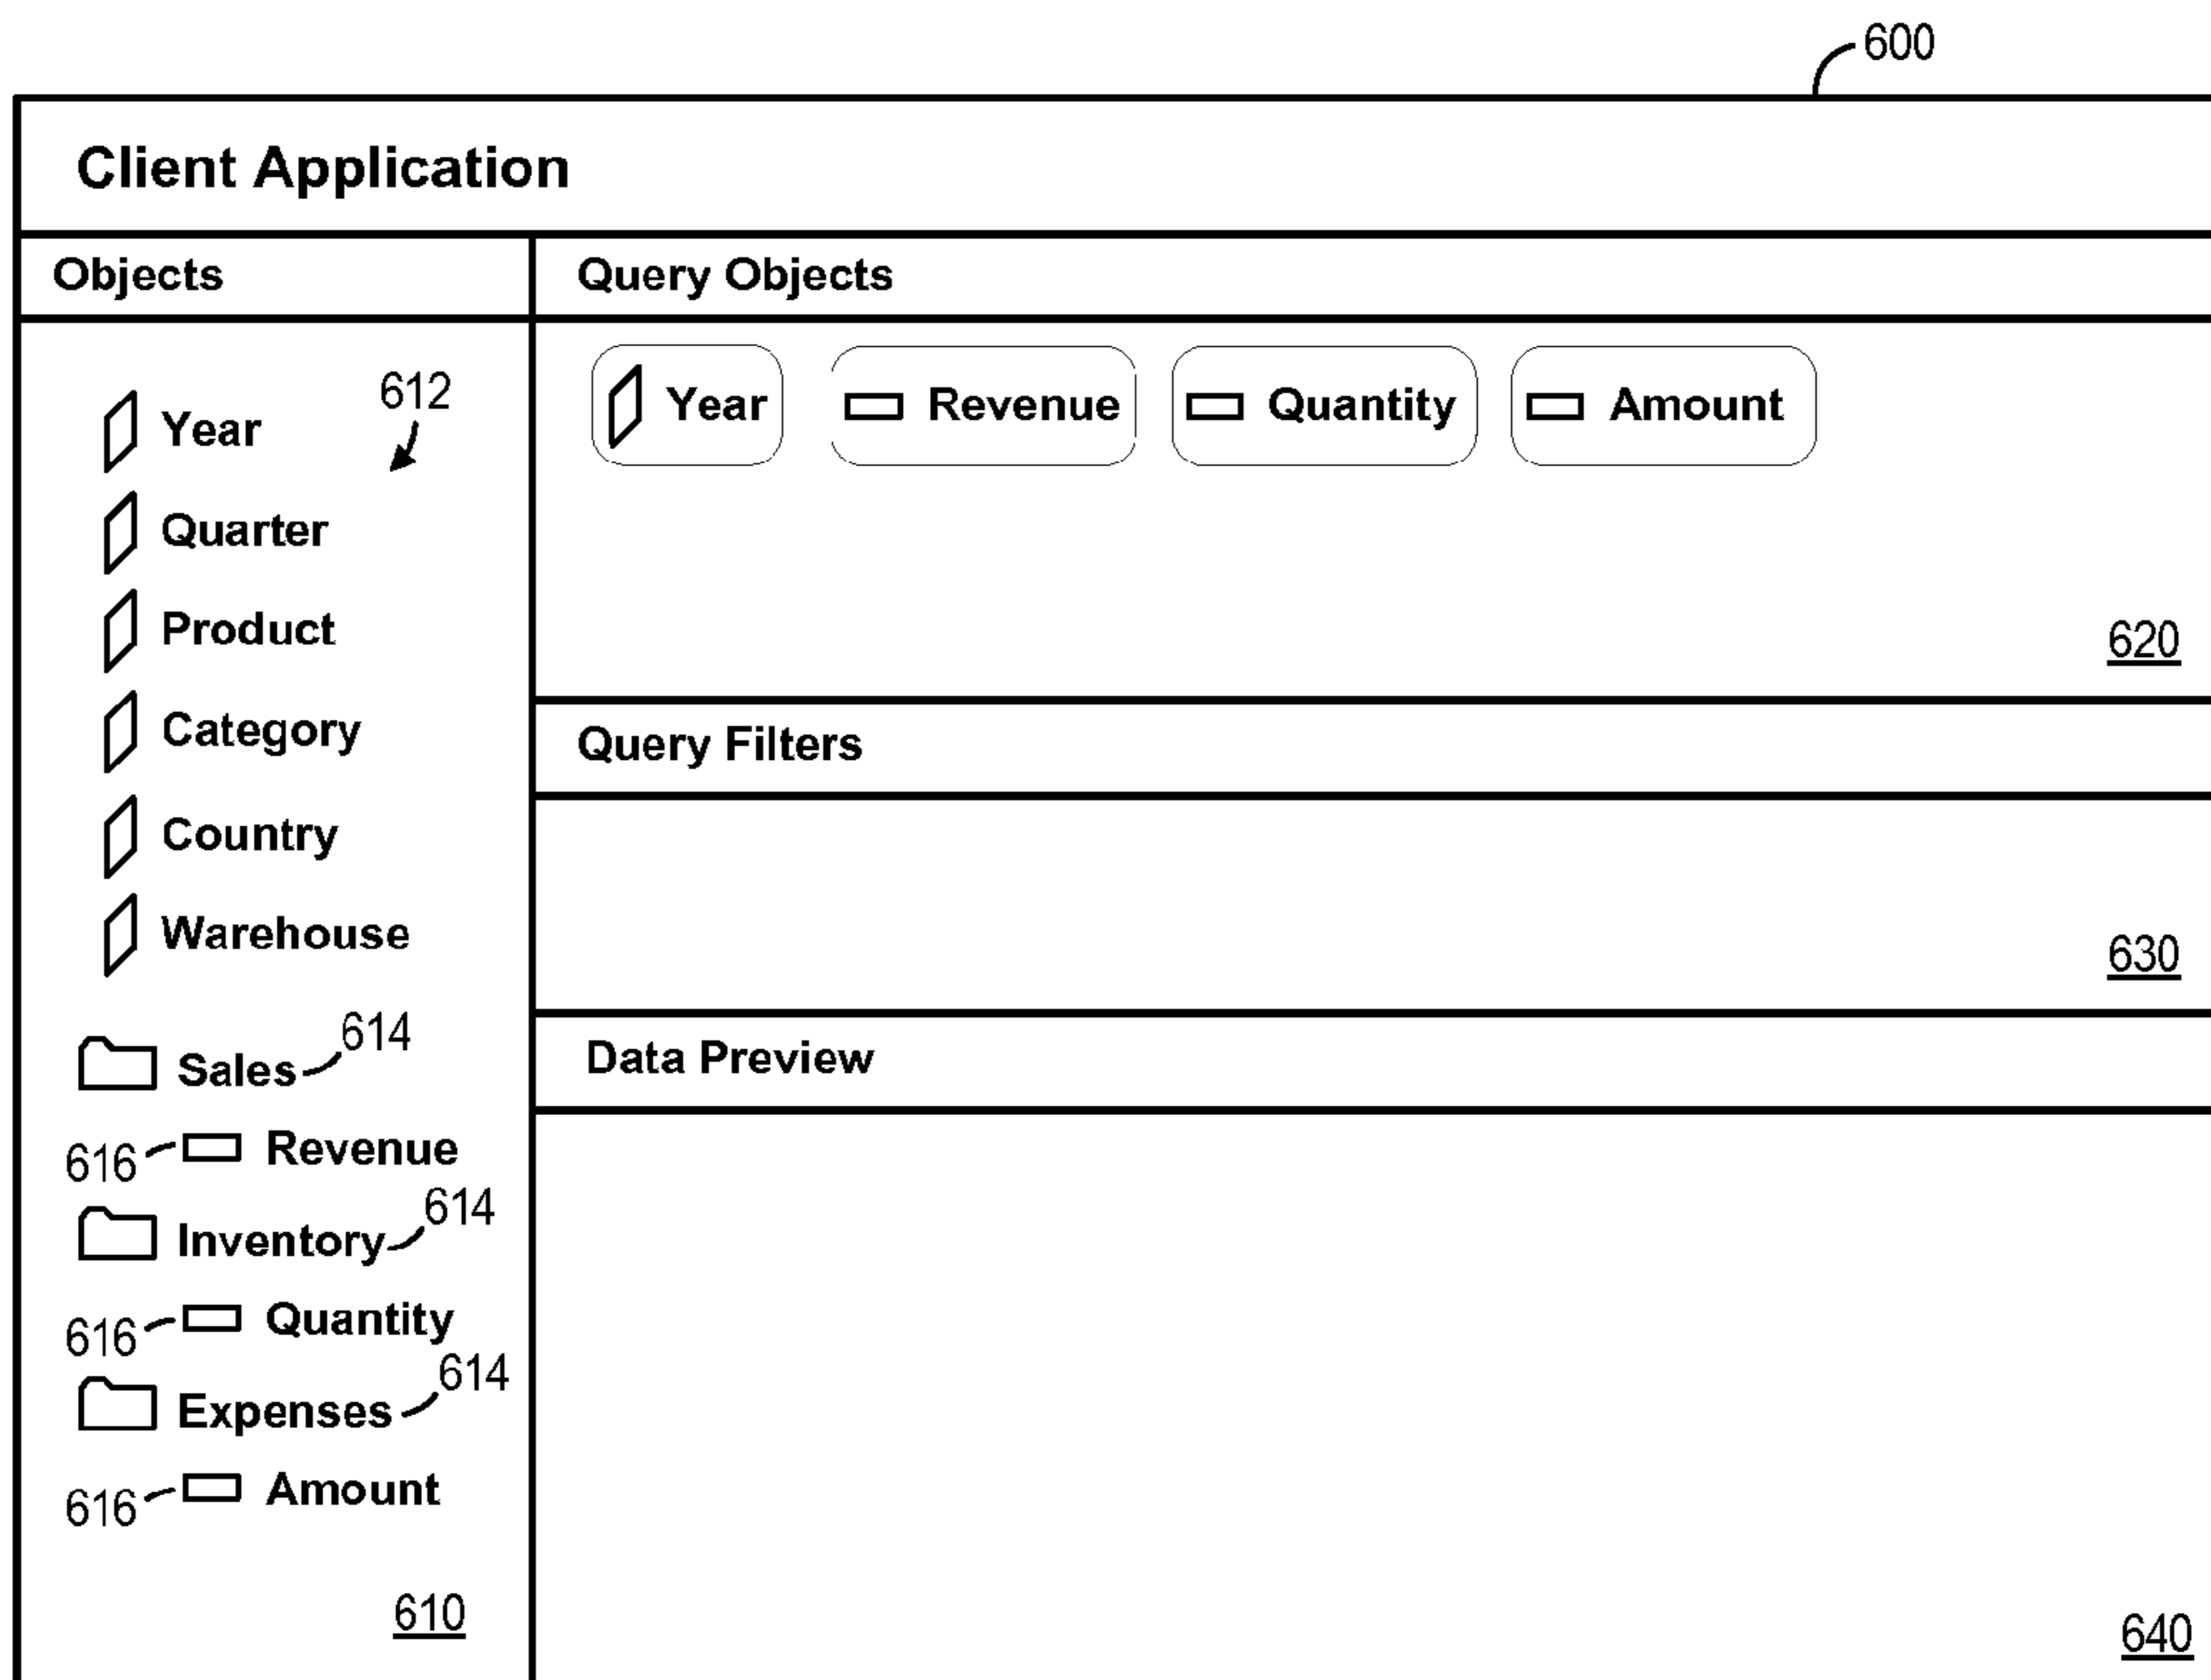 600
Client Application
Objects
Query Objects
Year
612
Quarter
Product
Category
Country
Warehouse
Sales 614
616 Revenue
Inventory 614
616 Quantity
Expenses 614
616 Amount
610
Year Revenue Quantity Amount
620
Query Filters
630
Data Preview
640